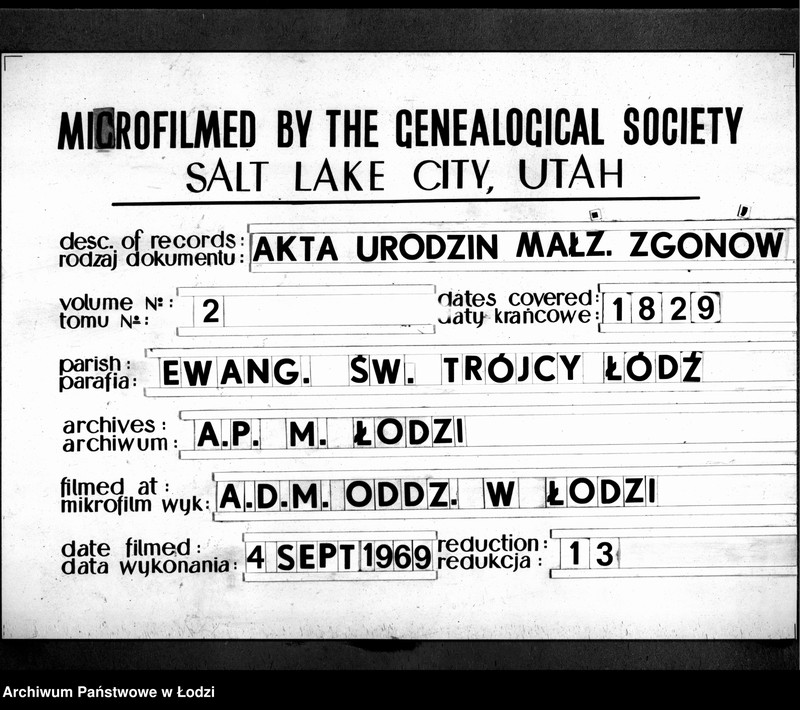 MICROFILMED BY THE GENEALOGICAL SOCIETY
SALT LAKE CITY, UTAH
desc. of records: AKTA URODZIN MAŁŻ. ZGONÓW
rodzaj dokumentu:
volume №: 2 dates covered: 1829
tomu №: daty krańcowe:
parish: EWANG. ŚW. TRÓJCY ŁÓDŹ
parafia:
archives: A.P. M. ŁODZI
archiwum:
filmed at: A.D.M. ODDZ. W ŁODZI
mikrofilm wyk:
date filmed: 4 SEPT 1969 reduction: 13
data wykonania: redukcja:
Archiwum Państwowe w Łodzi